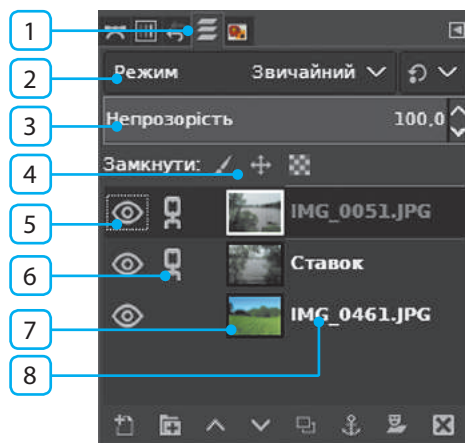 1
2
Режим Звичайний
3
Непрозорість 100,0
4
Замкнути:
5
IMG_0051.JPG
6
Ставок
7
IMG_0461.JPG
8